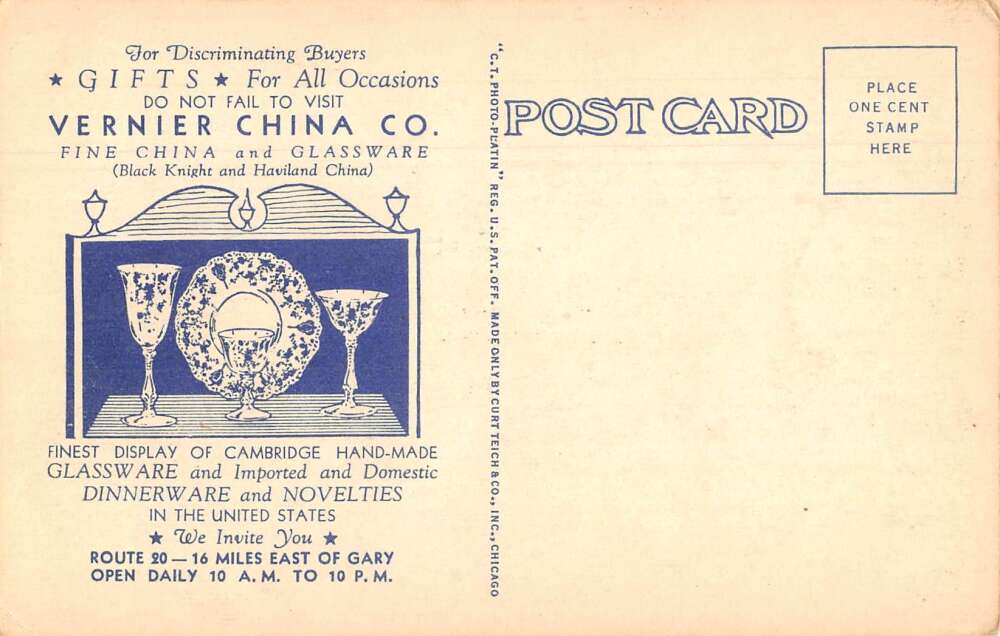 For Discriminating Buyers
★ GIFTS ★ For All Occasions
DO NOT FAIL TO VISIT
VERNIER CHINA CO.
FINE CHINA and GLASSWARE
(Black Knight and Haviland China)
FINEST DISPLAY OF CAMBRIDGE HAND-MADE
GLASSWARE and Imported and Domestic
DINNERWARE and NOVELTIES
IN THE UNITED STATES
★ We Invite You ★
ROUTE 20 — 16 MILES EAST OF GARY
OPEN DAILY 10 A.M. TO 10 P.M.
"C.T. PHOTO-PLATIN" REG. U.S. PAT. OFF. MADE ONLY BY CURT TEICH & CO., INC., CHICAGO
POST CARD
PLACE
ONE CENT
STAMP
HERE